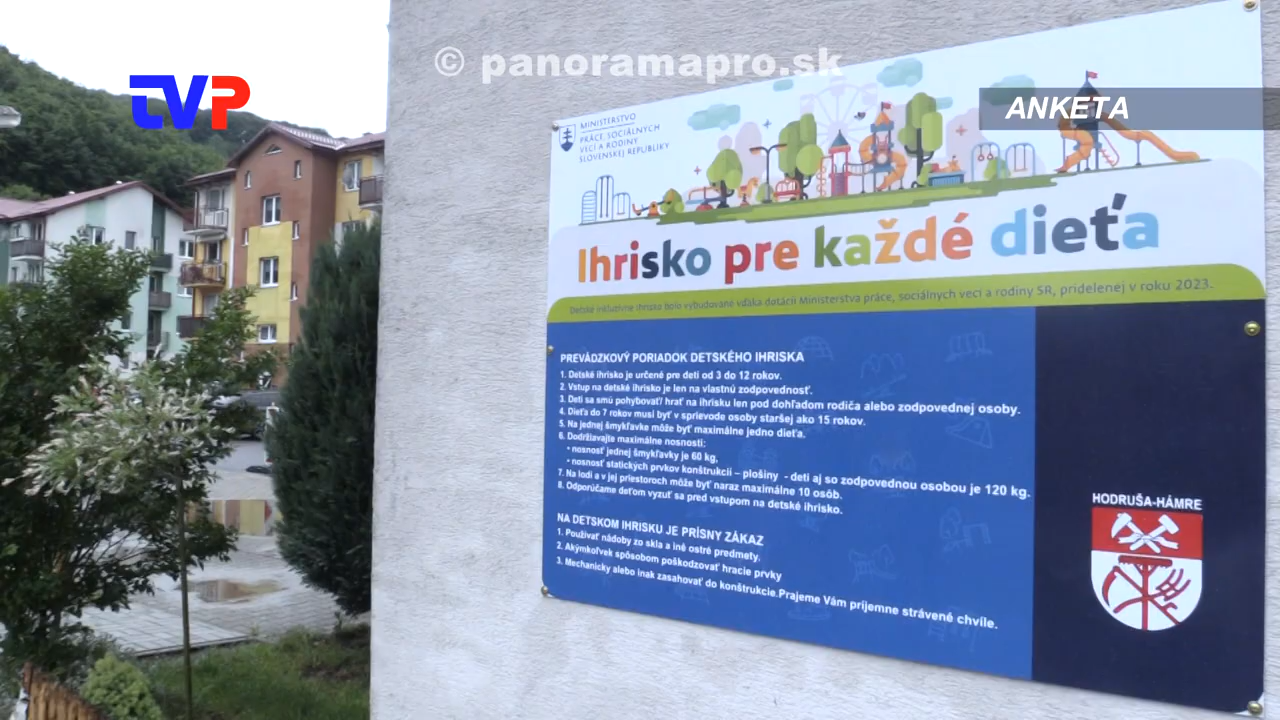 © panoramapro.sk
TVP
ANKETA
MINISTERSTVO
PRÁCE, SOCIÁLNYCH
VECÍ A RODINY
SLOVENSKEJ REPUBLIKY
Ihrisko pre každé dieťa
Detské inkluzívne ihrisko bolo vybudované vďaka dotácii Ministerstva práce, sociálnych vecí a rodiny SR, pridelenej v roku 2023.
PREVÁDZKOVÝ PORIADOK DETSKÉHO IHRISKA
1. Detské ihrisko je určené pre deti od 3 do 12 rokov.
2. Vstup na detské ihrisko je len na vlastnú zodpovednosť.
3. Deti sa smú pohybovať/ hrať na ihrisku len pod dohľadom rodiča alebo zodpovednej osoby.
4. Dieťa do 7 rokov musí byť v sprievode osoby staršej ako 15 rokov.
5. Na jednej šmykľavke môže byť maximálne jedno dieťa.
6. Dodržiavajte maximálne nosnosti:
• nosnosť jednej šmykľavky je 60 kg,
• nosnosť statických prvkov konštrukcií – plošiny - deti aj so zodpovednou osobou je 120 kg.
7. Na lodi a v jej priestoroch môže byť naraz maximálne 10 osôb.
8. Odporúčame deťom vyzuť sa pred vstupom na detské ihrisko.
NA DETSKOM IHRISKU JE PRÍSNY ZÁKAZ
1. Používať nádoby zo skla a iné ostré predmety,
2. Akýmkoľvek spôsobom poškodzovať hracie prvky
3. Mechanicky alebo inak zasahovať do konštrukcie.Prajeme Vám príjemne strávené chvíle.
HODRUŠA-HÁMRE